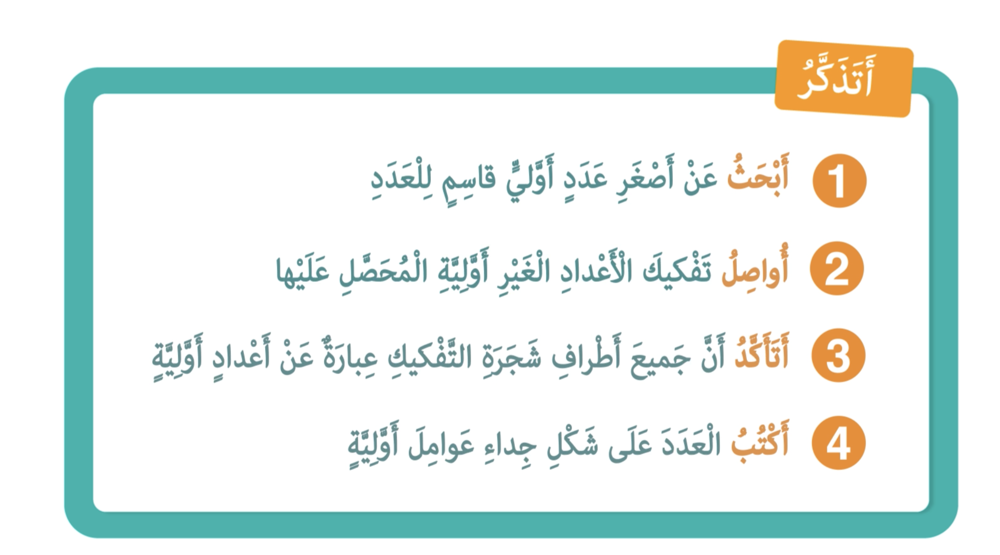 أَتَذَكَّرُ
1 أَبْحَثُ عَنْ أَصْغَرِ عَدَدٍ أَوَّليٍّ قاسِمٍ لِلْعَدَدِ
2 أُواصِلُ تَفْكيكَ الْأَعْدادِ الْغَيْرِ أَوَّلِيَّةِ الْمُحَصَّلِ عَلَيْها
3 أَتَأَكَّدُ أَنَّ جَميعَ أَطْرافِ شَجَرَةِ التَّفْكيكِ عِبارَةٌ عَنْ أَعْدادٍ أَوَّلِيَّةٍ
4 أَكْتُبُ الْعَدَدَ عَلَى شَكْلِ جِداءِ عَوامِلَ أَوَّلِيَّةٍ